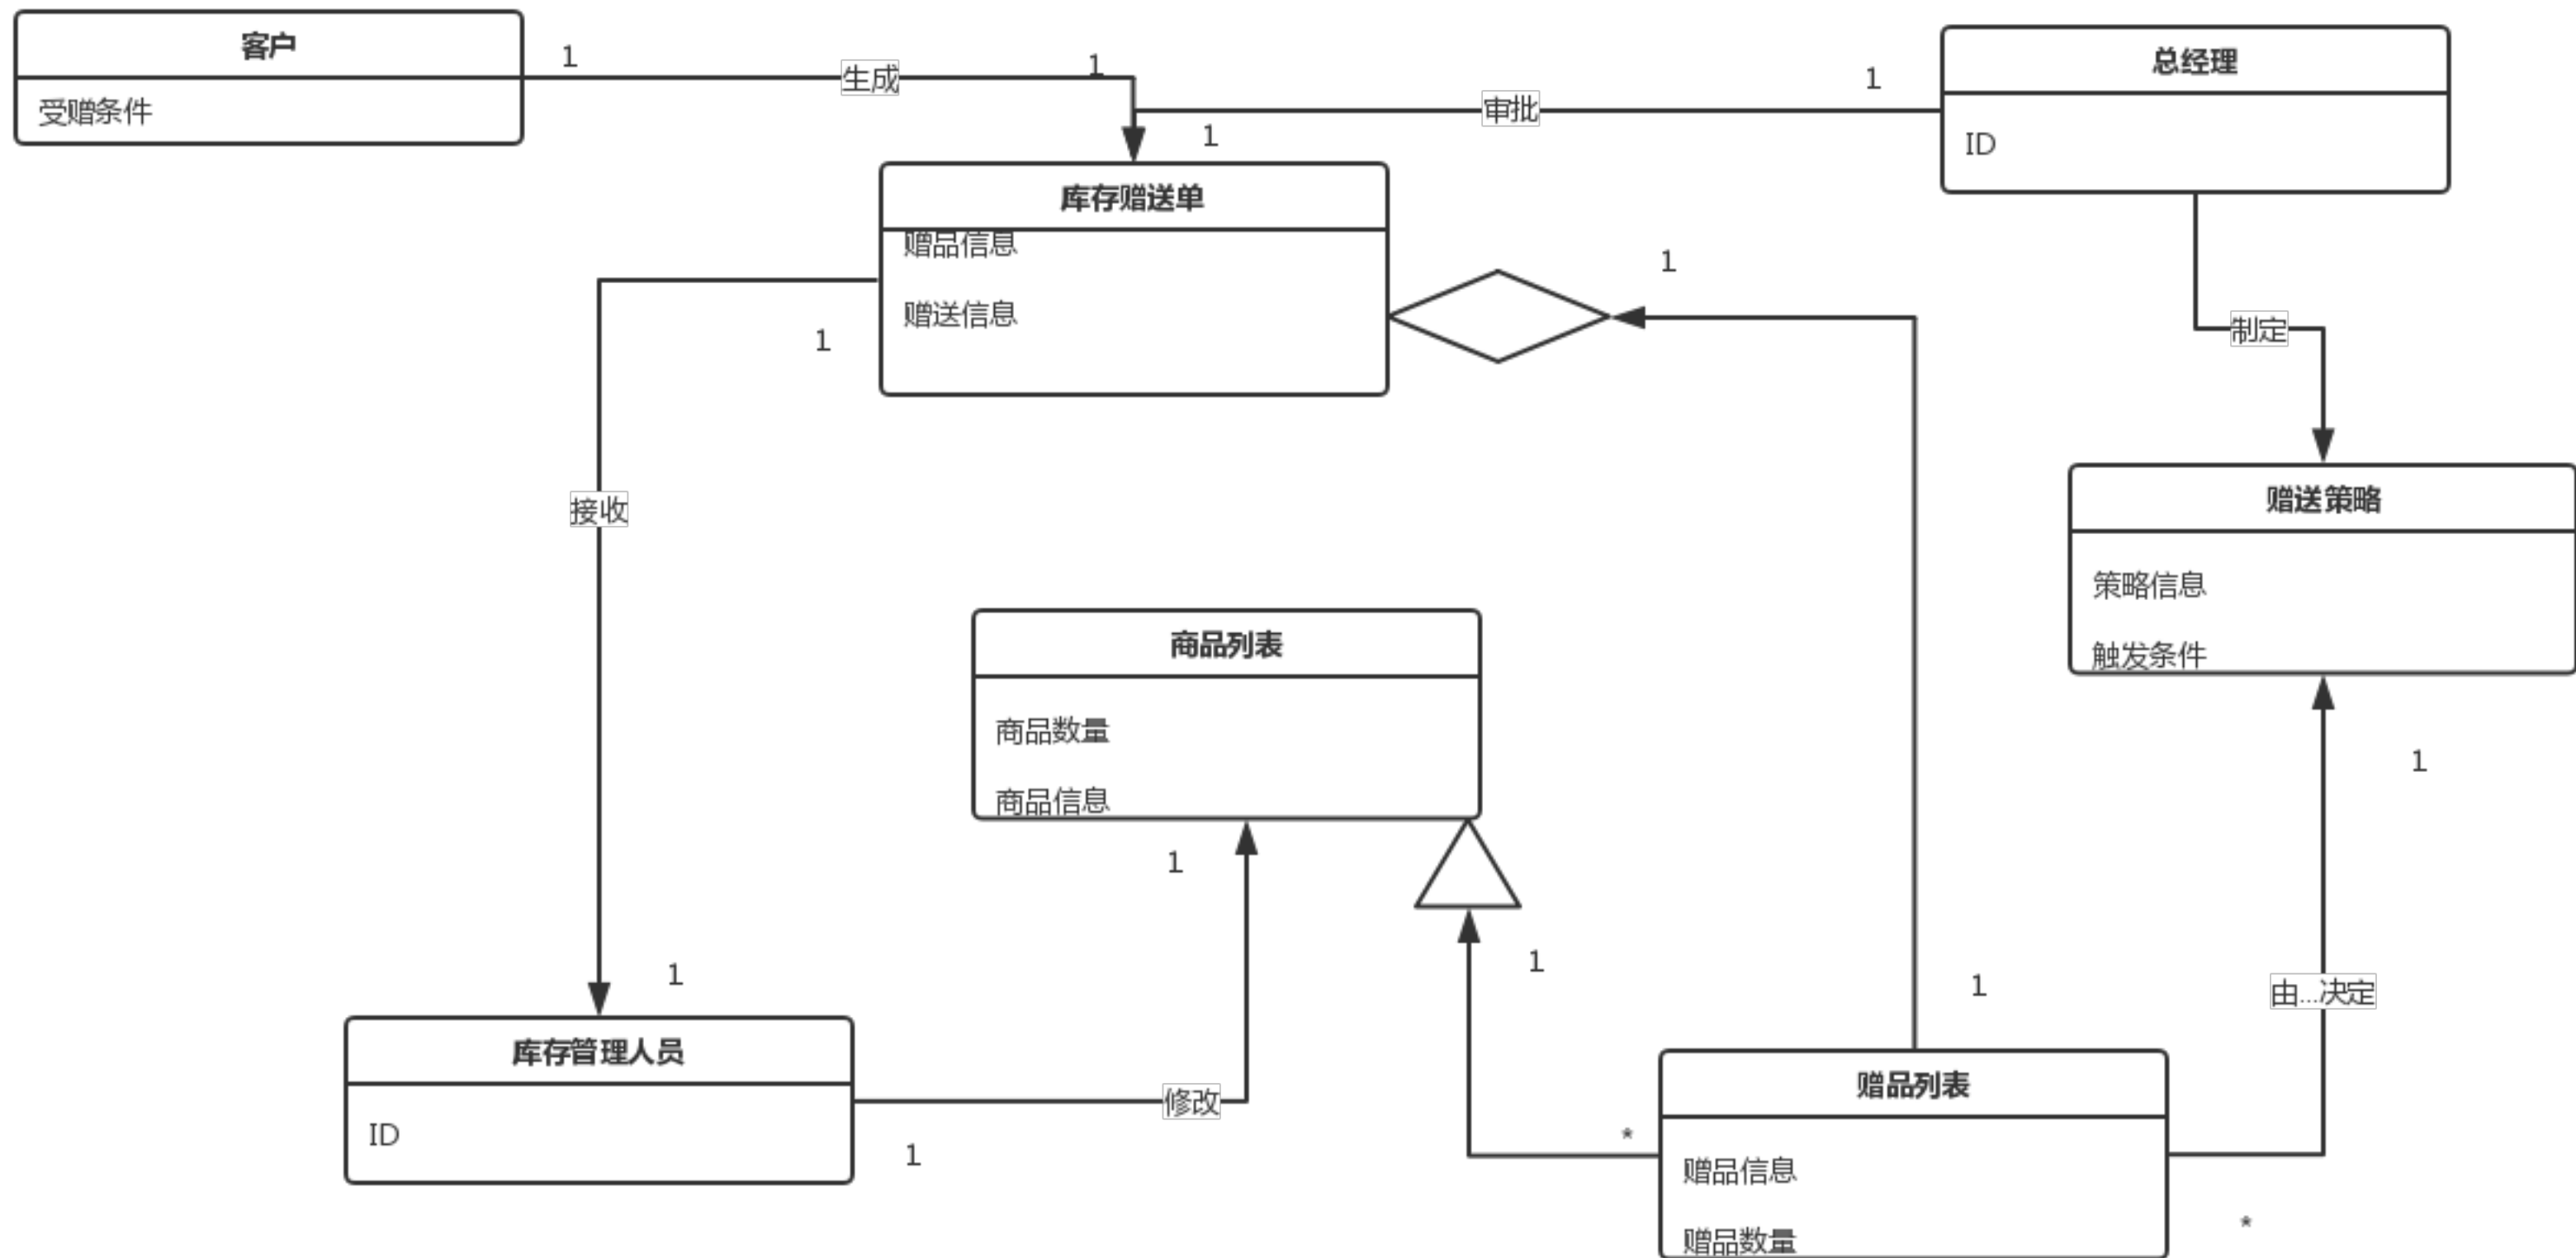 客户
受赠条件
1
生成
1
审批
1
总经理
ID
1
库存赠送单
赠品信息
赠送信息
1
1
制定
接收
赠送策略
策略信息
触发条件
商品列表
商品数量
商品信息
1
1
1
1
1
由...决定
库存管理人员
ID
修改
1
*
赠品列表
赠品信息
赠品数量
*